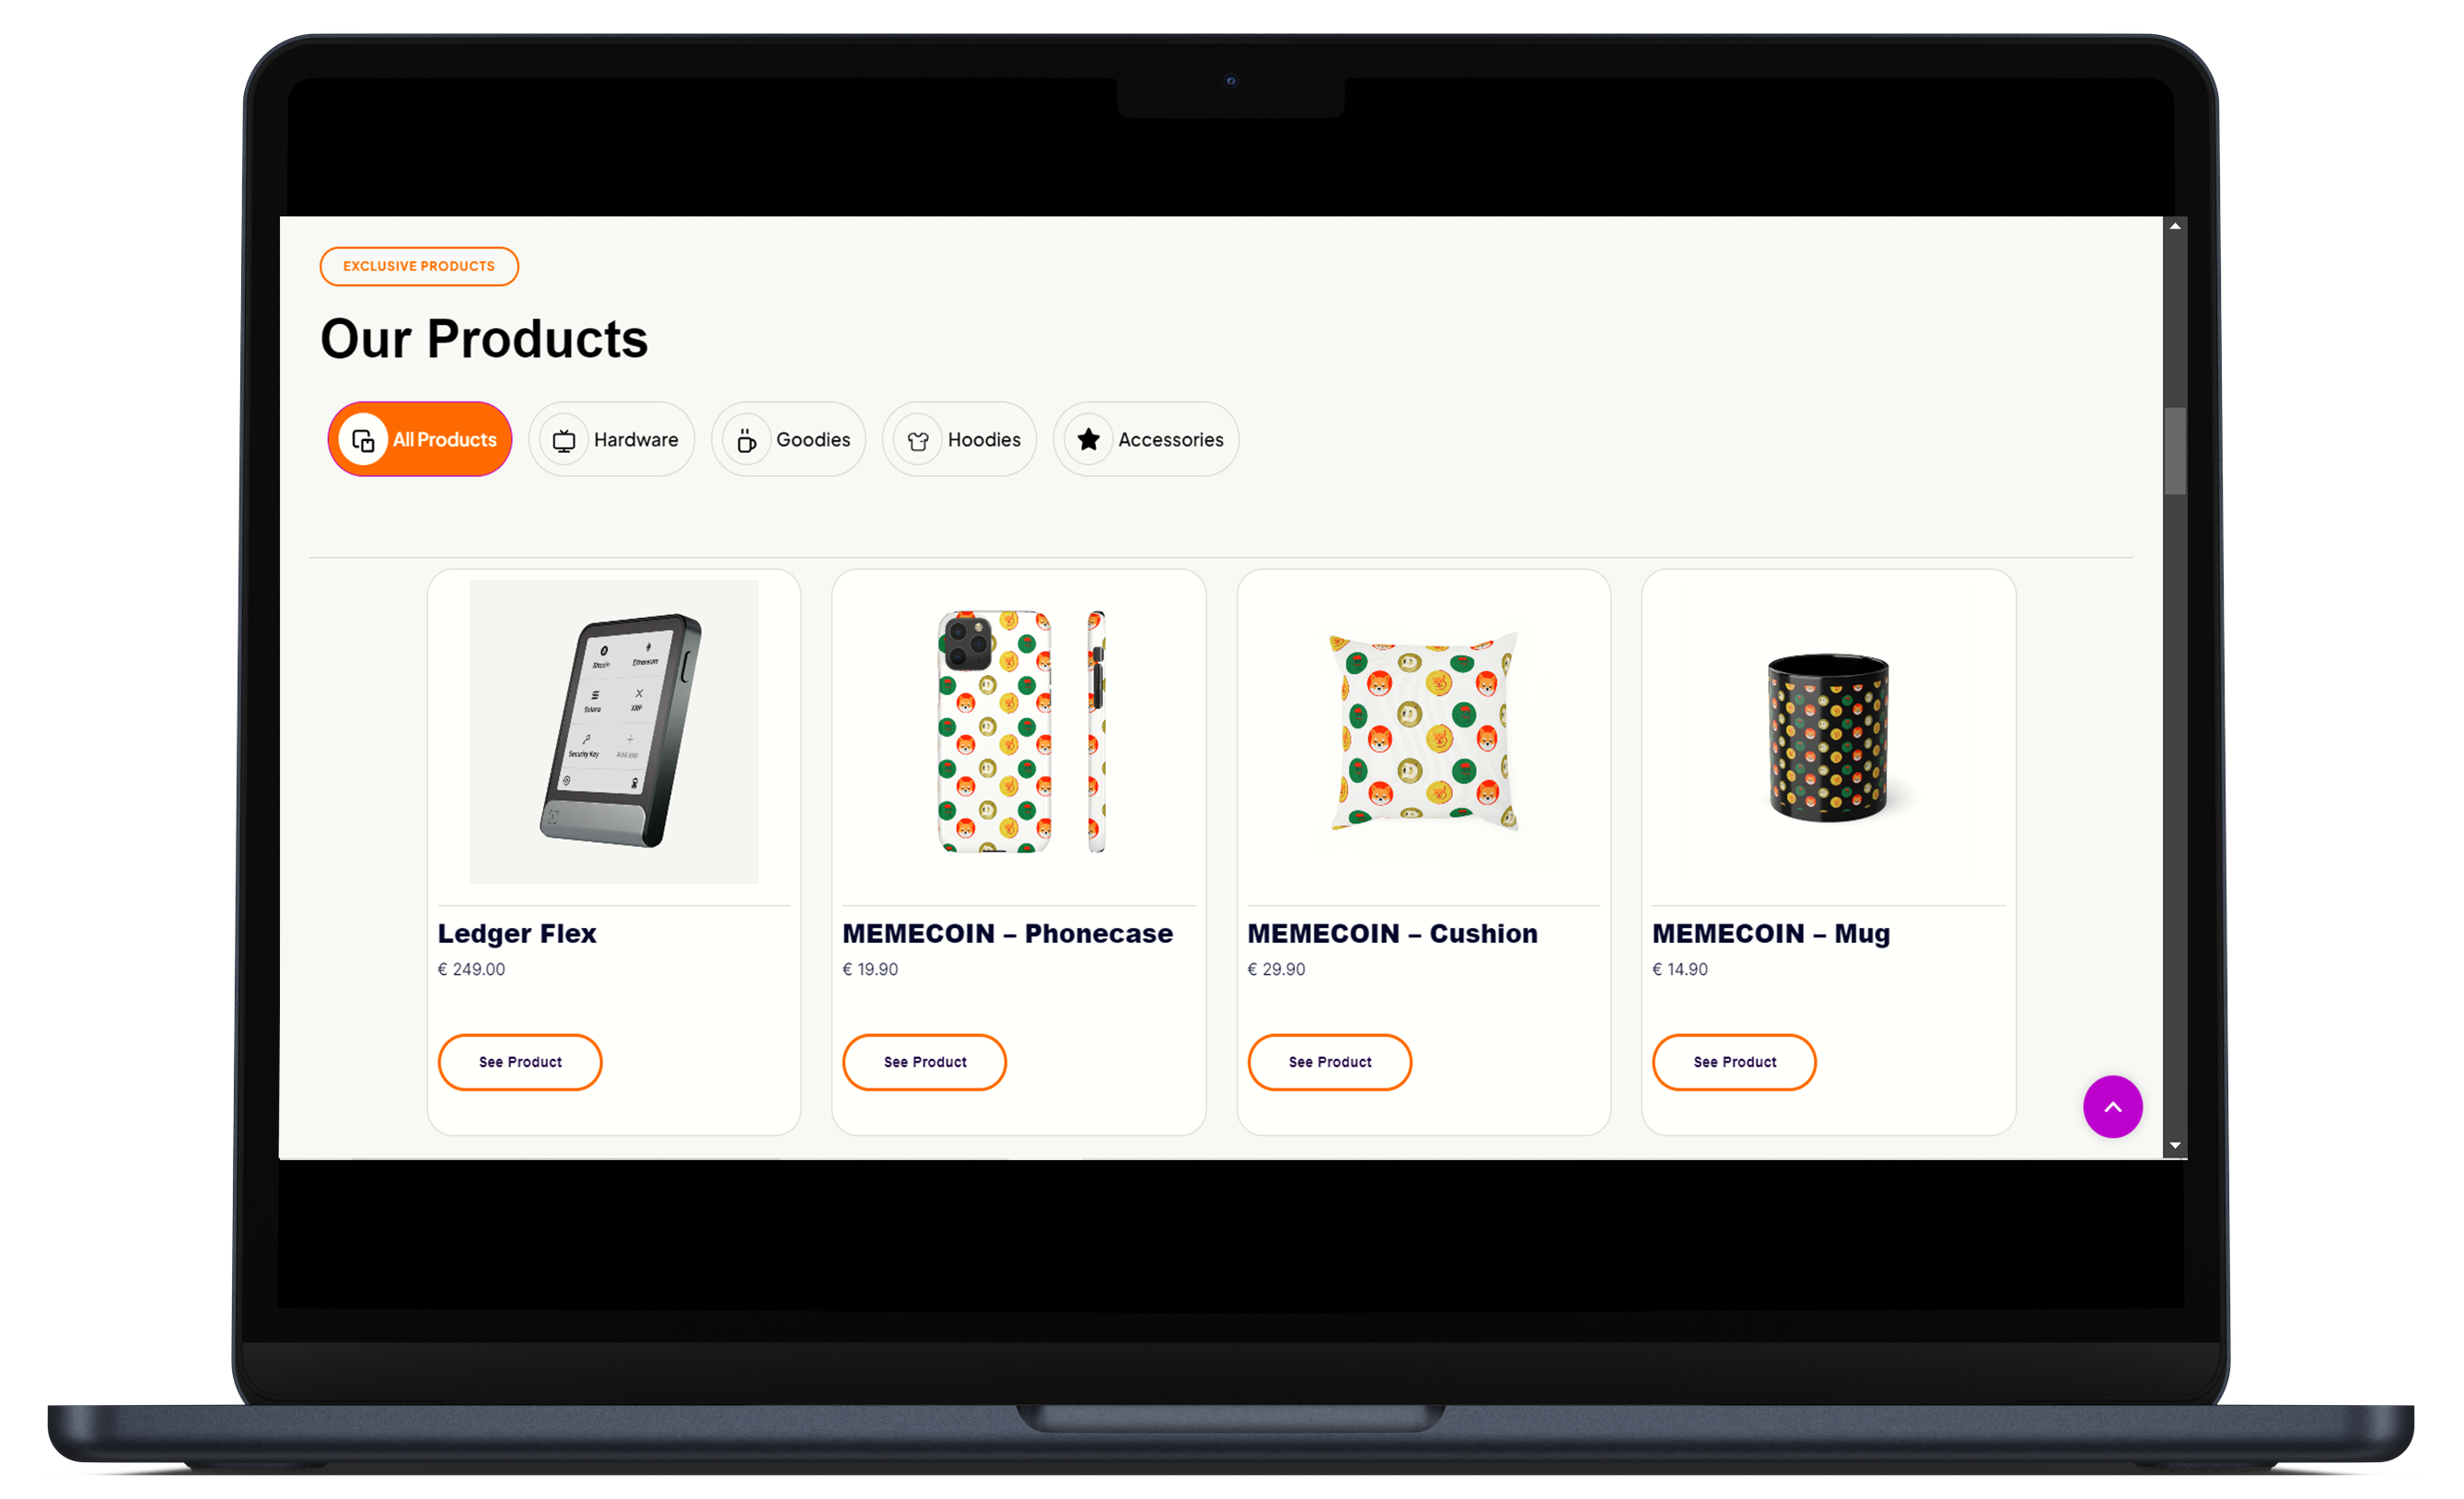 EXCLUSIVE PRODUCTS
Our Products
All Products
Hardware
Goodies
Hoodies
Accessories
Bitcoin
Ethereum
Solana
XRP
Security Key
Add app
Ledger Flex
€ 249.00
See Product
MEMECOIN – Phonecase
€ 19.90
See Product
MEMECOIN – Cushion
€ 29.90
See Product
MEMECOIN – Mug
€ 14.90
See Product